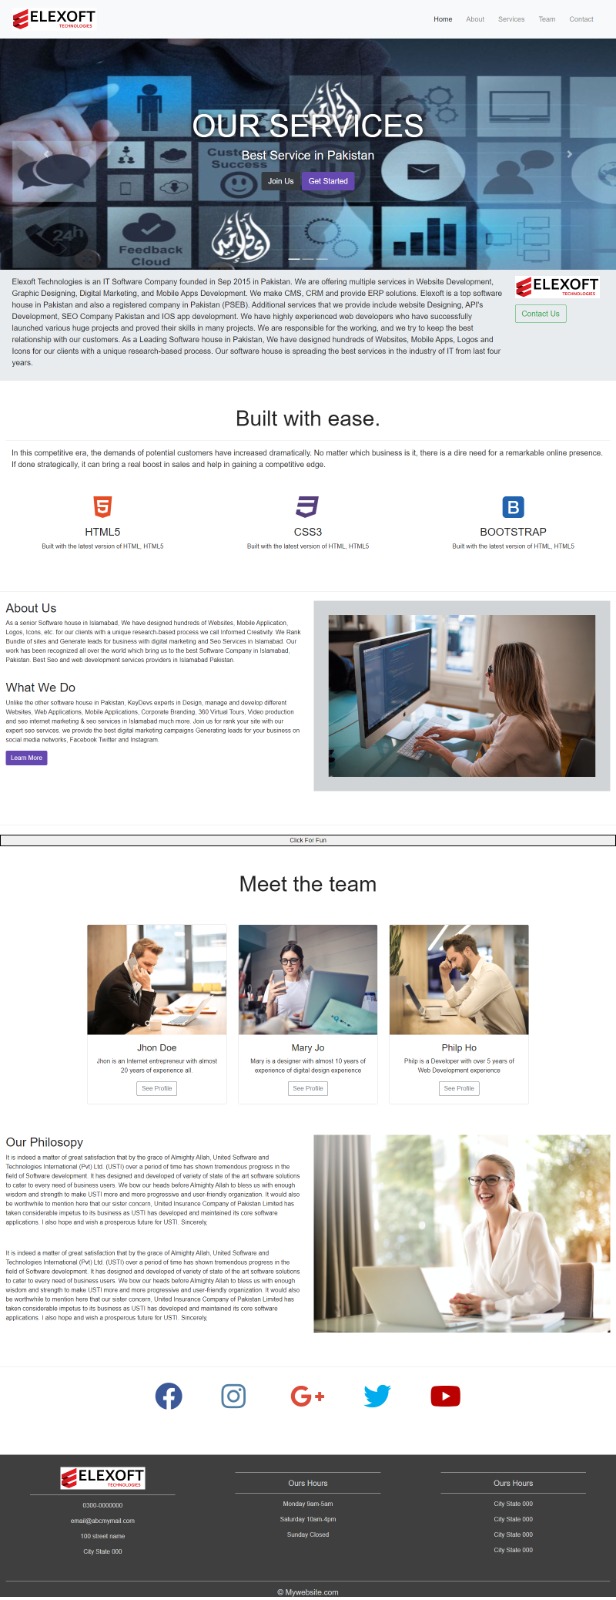 ELEXOFT
TECHNOLOGIES
Home About Services Team Contact
Customer
Feedback
Cloud
OUR SERVICES
Best Service in Pakistan
Join Us Get Started
Elexoft Technologies is an IT Software Company founded in Sep 2015 in Pakistan. We are offering multiple services in Website Development,
Graphic Designing, Digital Marketing, and Mobile Apps Development. We make CMS, CRM and provide ERP solutions. Elexoft is a top software
house in Pakistan and also a registered company in Pakistan (PSEB). Additional services that we provide include website Designing, API's
Development, SEO Company Pakistan and IOS app development. We have highly experienced web developers who have successfully
launched various huge projects and proved their skills in many projects. We are responsible for the working, and we try to keep the best
relationship with our customers. As a Leading Software house in Pakistan, We have designed hundreds of Websites, Mobile Apps, Logos and
Icons for our clients with a unique research-based process. Our software house is spreading the best services in the industry of IT from last four
years.
ELEXOFT
TECHNOLOGIES
Contact Us
Built with ease.
In this competitive era, the demands of potential customers have increased dramatically. No matter which business is it, there is a dire need for a remarkable online presence.
If done strategically, it can bring a real boost in sales and help in gaining a competitive edge.
HTML5
Built with the latest version of HTML, HTML5
CSS3
Built with the latest version of HTML, HTML5
B
BOOTSTRAP
Built with the latest version of HTML, HTML5
About Us
As a senior Software house in Islamabad. We have designed hundreds of Websites, Mobile Application,
Logos, Icons, etc. for our clients with a unique research-based process we call Informed Creativity. We Rank
Bundle of sites and Generate leads for business with digital marketing and Seo Services in Islamabad. Our
work has been recognized all over the world which bring us to the best Software Company in Islamabad,
Pakistan. Best Seo and web development services providers in Islamabad Pakistan.
What We Do
Unlike the other software house in Pakistan, KeyDevs experts in Design, manage and develop different
Websites, Web Applications, Mobile Applications, Corporate Branding, 360 Virtual Tours, Video production
and seo internet marketing & seo services in Islamabad much more. Join us for rank your site with our
expert seo services. we provide the best digital marketing campaigns Generating leads for your business on
social media networks, Facebook Twitter and Instagram.
Learn More
Click For Fun
Meet the team
Jhon Doe
Jhon is an Internet entrepreneur with almost
20 years of experience all.
See Profile
Mary Jo
Mary is a designer with almost 10 years of
experience of digital design experience
See Profile
Philp Ho
Philp is a Developer with over 5 years of
Web Development experience
See Profile
Our Philosopy
It is indeed a matter of great satisfaction that by the grace of Almighty Allah, United Software and
Technologies International (Pvt) Ltd. (USTI) over a period of time has shown tremendous progress in the
field of Software development. It has designed and developed of variety of state of the art software solutions
to cater to every need of business users. We bow our heads before Almighty Allah to bless us with enough
wisdom and strength to make USTI more and more progressive and user-friendly organization. It would also
be worthwhile to mention here that our sister concern, United Insurance Company of Pakistan Limited has
taken considerable impetus to its business as USTI has developed and maintained its core software
applications. I also hope and wish a prosperous future for USTI. Sincerely,
It is indeed a matter of great satisfaction that by the grace of Almighty Allah, United Software and
Technologies International (Pvt) Ltd. (USTI) over a period of time has shown tremendous progress in the
field of Software development. It has designed and developed of variety of state of the art software solutions
to cater to every need of business users. We bow our heads before Almighty Allah to bless us with enough
wisdom and strength to make USTI more and more progressive and user-friendly organization. It would also
be worthwhile to mention here that our sister concern, United Insurance Company of Pakistan Limited has
taken considerable impetus to its business as USTI has developed and maintained its core software
applications. I also hope and wish a prosperous future for USTI. Sincerely,
ELEXOFT
TECHNOLOGIES
0300-0000000
email@abcmymail.com
100 street name
City State 000
Ours Hours
Monday 9am-5am
Saturday 10am-4pm
Sunday Closed
Ours Hours
City State 000
City State 000
City State 000
City State 000
© Mywebsite.com